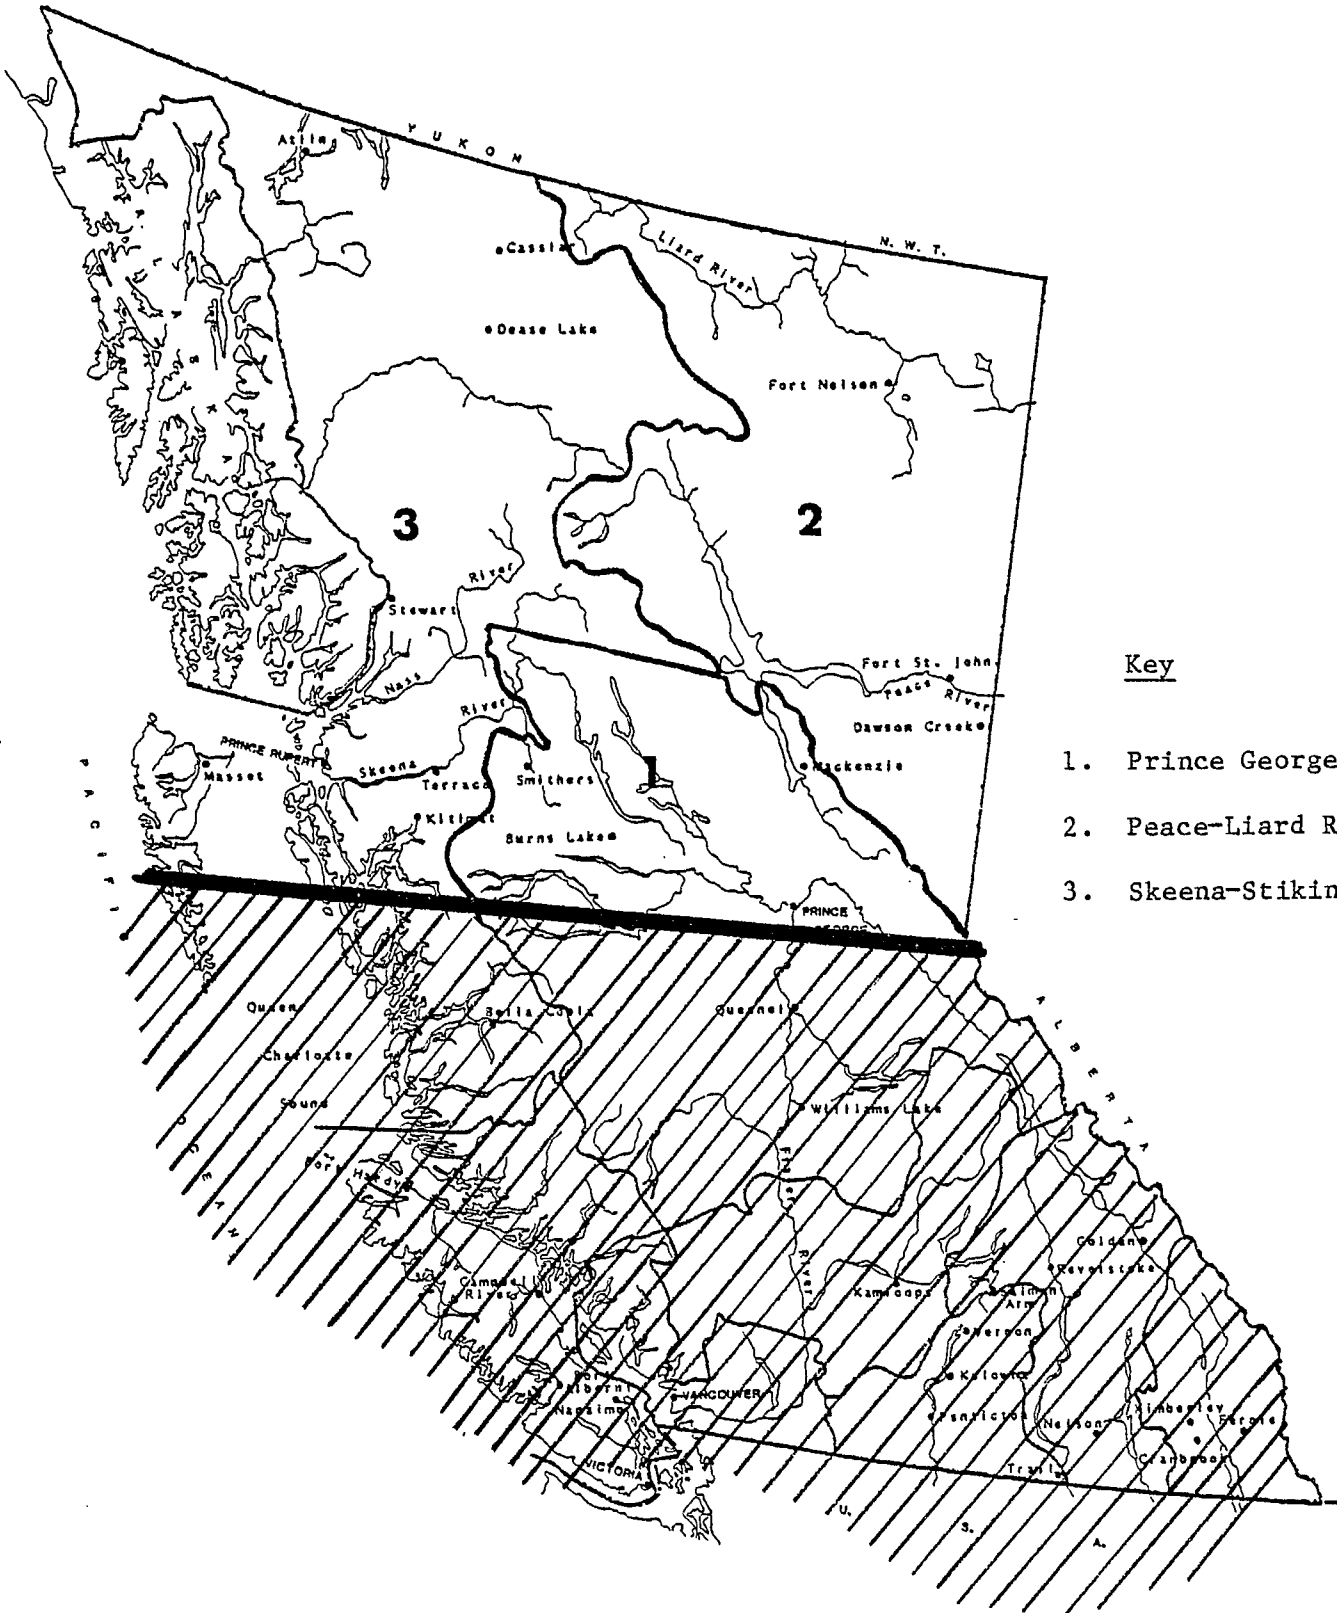 YUKON
Atlin
N. W. T.
Cassiar
Liard River
Dease Lake
Fort Nelson
3
2
River
Stewart
Fort St. John
Nass
Peace River
River
Dawson Creek
PRINCE RUPERT
Masset
Skeena
Terrace
Smithers
1
Mackenzie
Kitimat
Burns Lake
PRINCE
GEORGE
ALASKA
PACIFI
OCEAN
Key
1. Prince George
2. Peace-Liard R
3. Skeena-Stikin
ALBERTA
Queen
Charlotte
Sound
Bella Coola
Quesnel
Williams Lake
Port Hardy
Fraser
River
Golden
Revelstoke
Campbell
River
Kamloops
Salmon
Arm
Vernon
Kelowna
Port
Alberni
Nanaimo
VANCOUVER
Penticton
Nelson
Kimberley
Fernie
Cranbrook
VICTORIA
Trail
U. S. A.